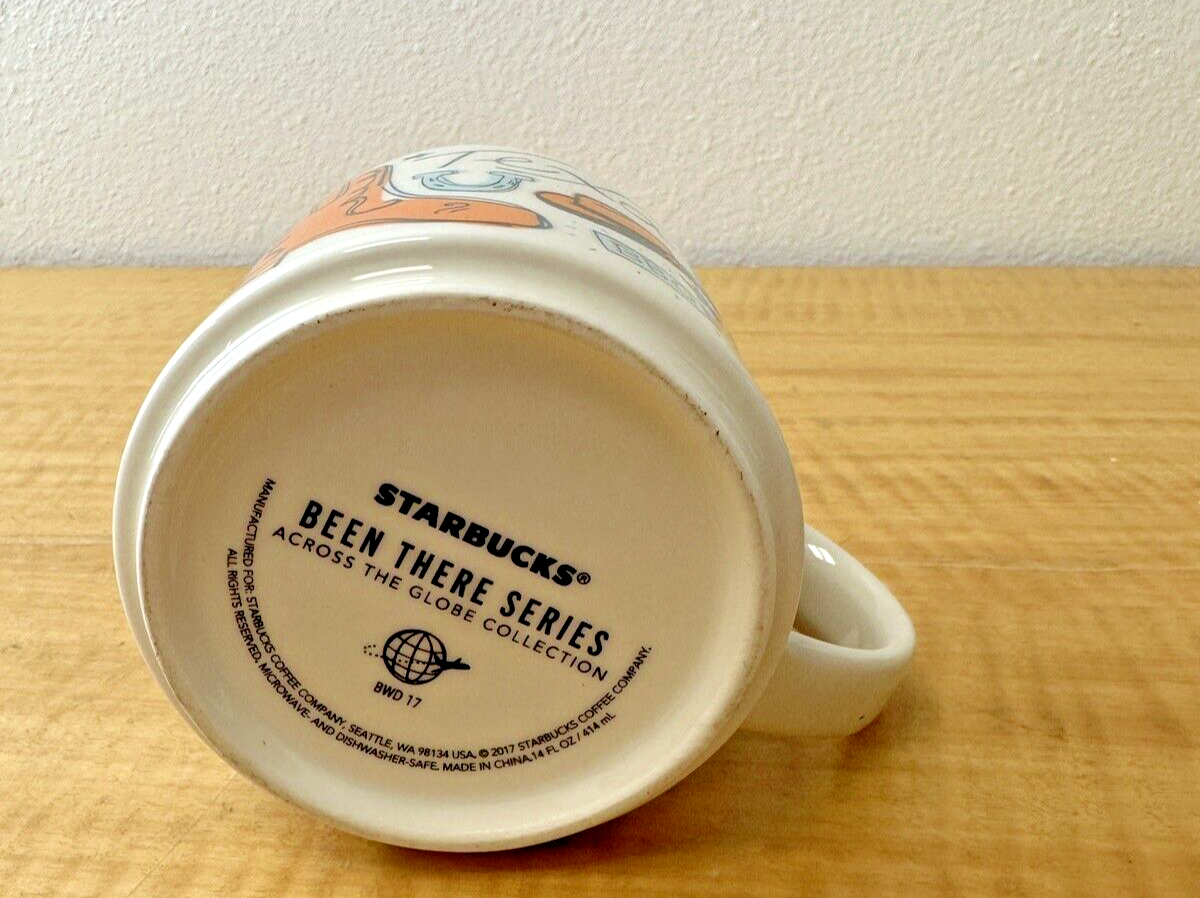 STARBUCKS®
BEEN THERE SERIES
ACROSS THE GLOBE COLLECTION
BWD 17
MANUFACTURED FOR: STARBUCKS COFFEE COMPANY, SEATTLE, WA 98134 USA. © 2017 STARBUCKS COFFEE COMPANY.
ALL RIGHTS RESERVED. MICROWAVE- AND DISHWASHER-SAFE. MADE IN CHINA.14 FL OZ / 414 mL